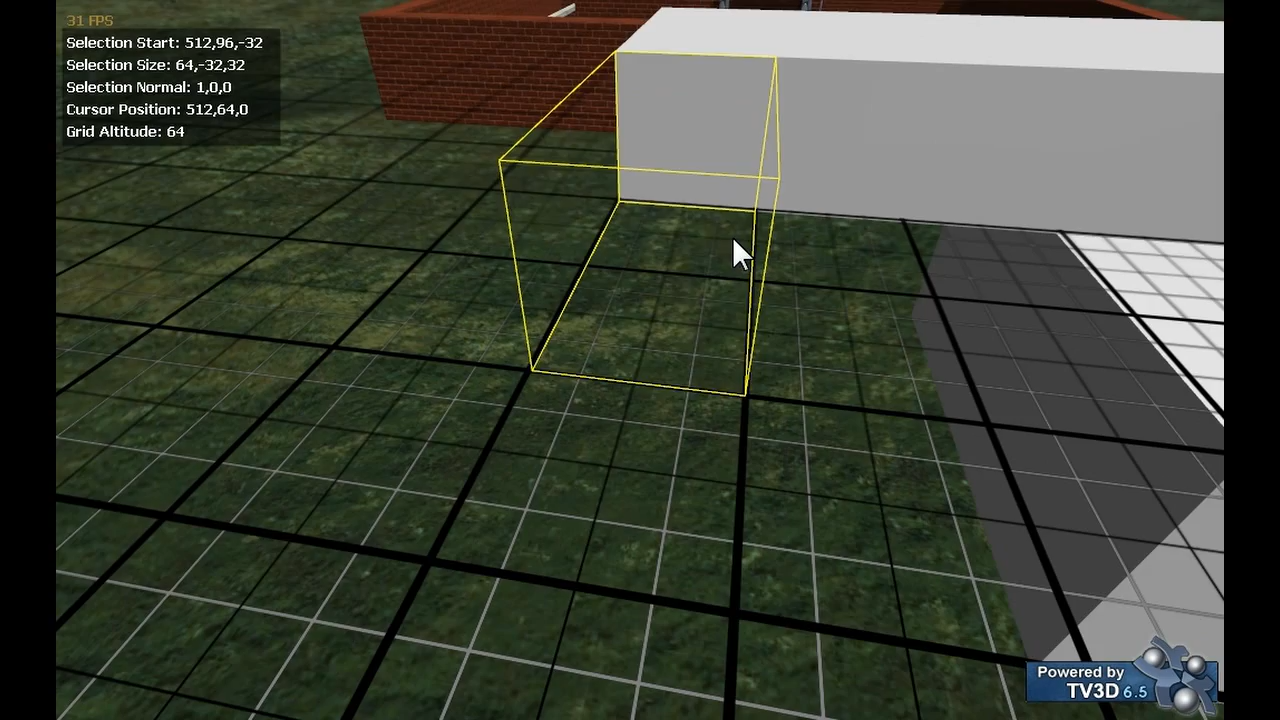 31 FPS
Selection Start: 512,96,-32
Selection Size: 64,-32,32
Selection Normal: 1,0,0
Cursor Position: 512,64,0
Grid Altitude: 64
Powered by
TV3D 6.5